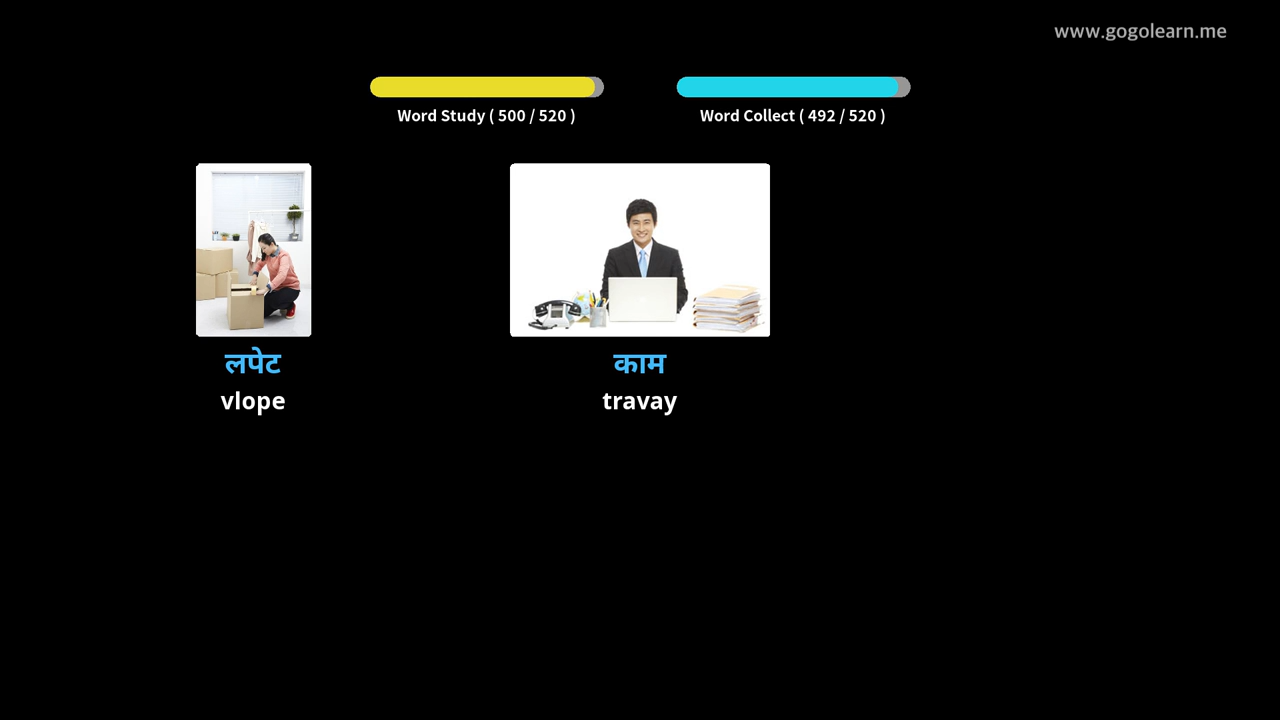 www.gogolearn.me
Word Study ( 500 / 520 )
Word Collect ( 492 / 520 )
लपेट
vlope
काम
travay